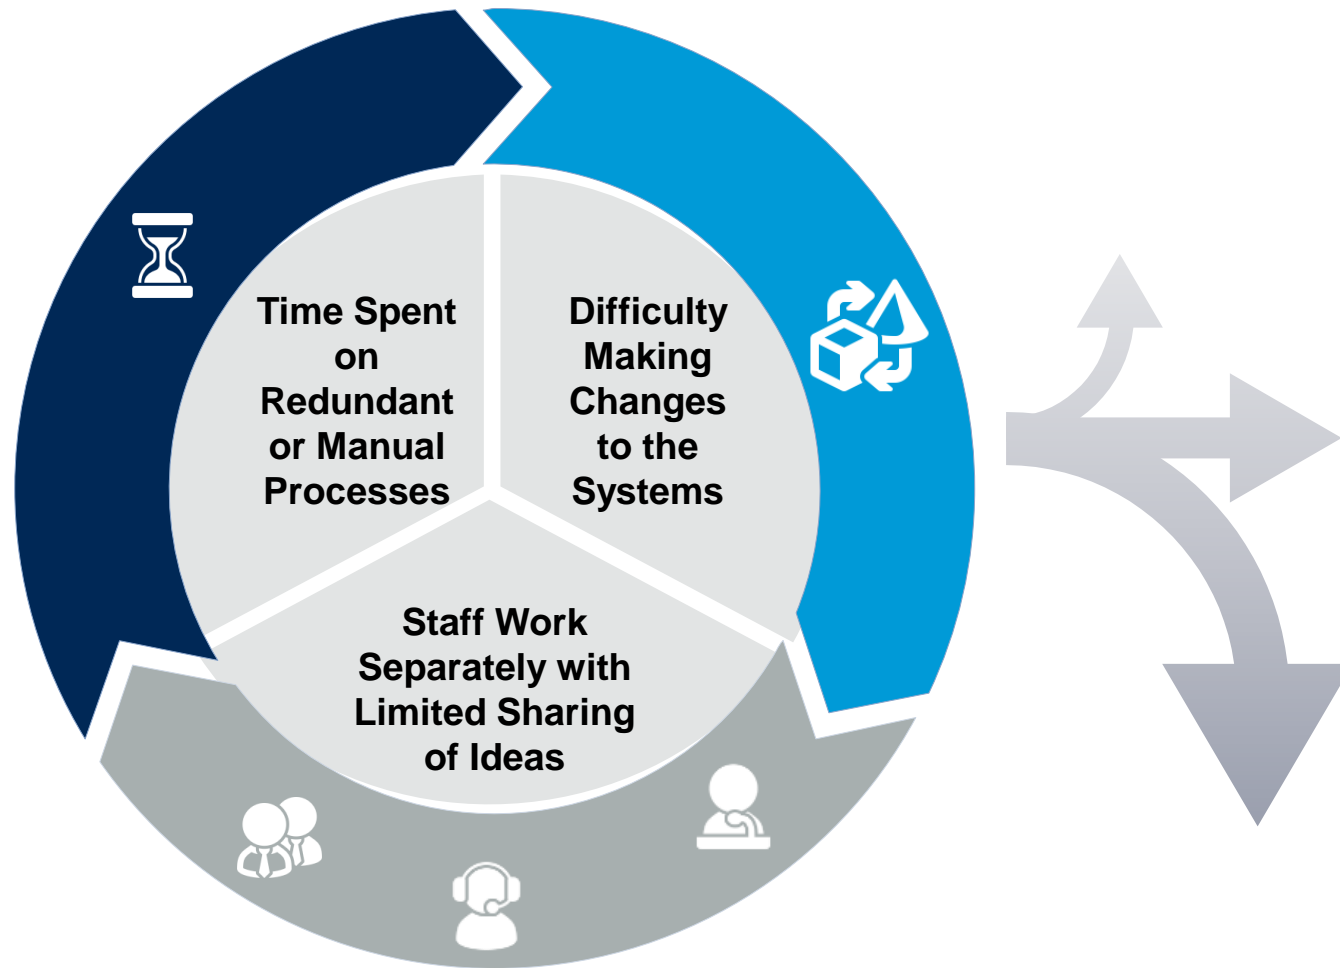 Time Spent
on
Redundant
or Manual
Processes
Difficulty
Making
Changes
to the
Systems
Staff Work
Separately with
Limited Sharing
of Ideas